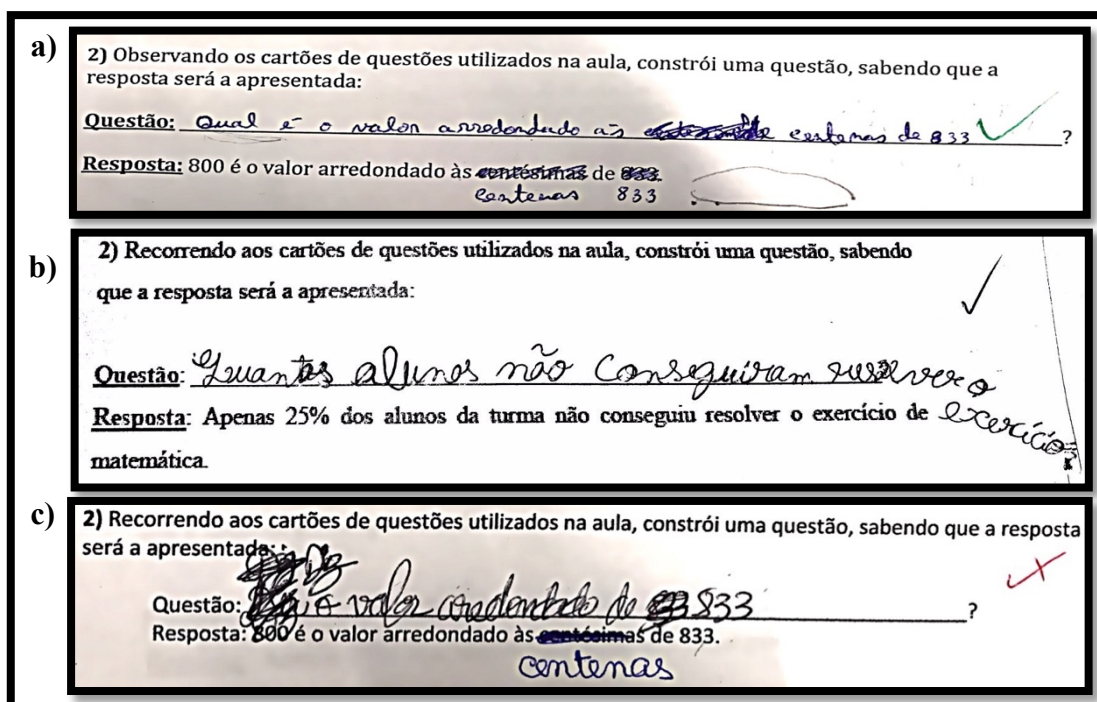 a)
2) Observando os cartões de questões utilizados na aula, constrói uma questão, sabendo que a
resposta será a apresentada:
Questão: Qual é o valor arredondado às centenas de 833 ?
Resposta: 800 é o valor arredondado às centésimas de 833
centenas 833
b)
2) Recorrendo aos cartões de questões utilizados na aula, constrói uma questão, sabendo
que a resposta será a apresentada:
Questão: Quantos alunos não conseguiram resolver o
Resposta: Apenas 25% dos alunos da turma não conseguiu resolver o exercício de exercício?
matemática.
c)
2) Recorrendo aos cartões de questões utilizados na aula, constrói uma questão, sabendo que a resposta
será a apresentada:
Questão: é o valor arredondado de 833 ?
Resposta: 800 é o valor arredondado às centésimas de 833.
centenas